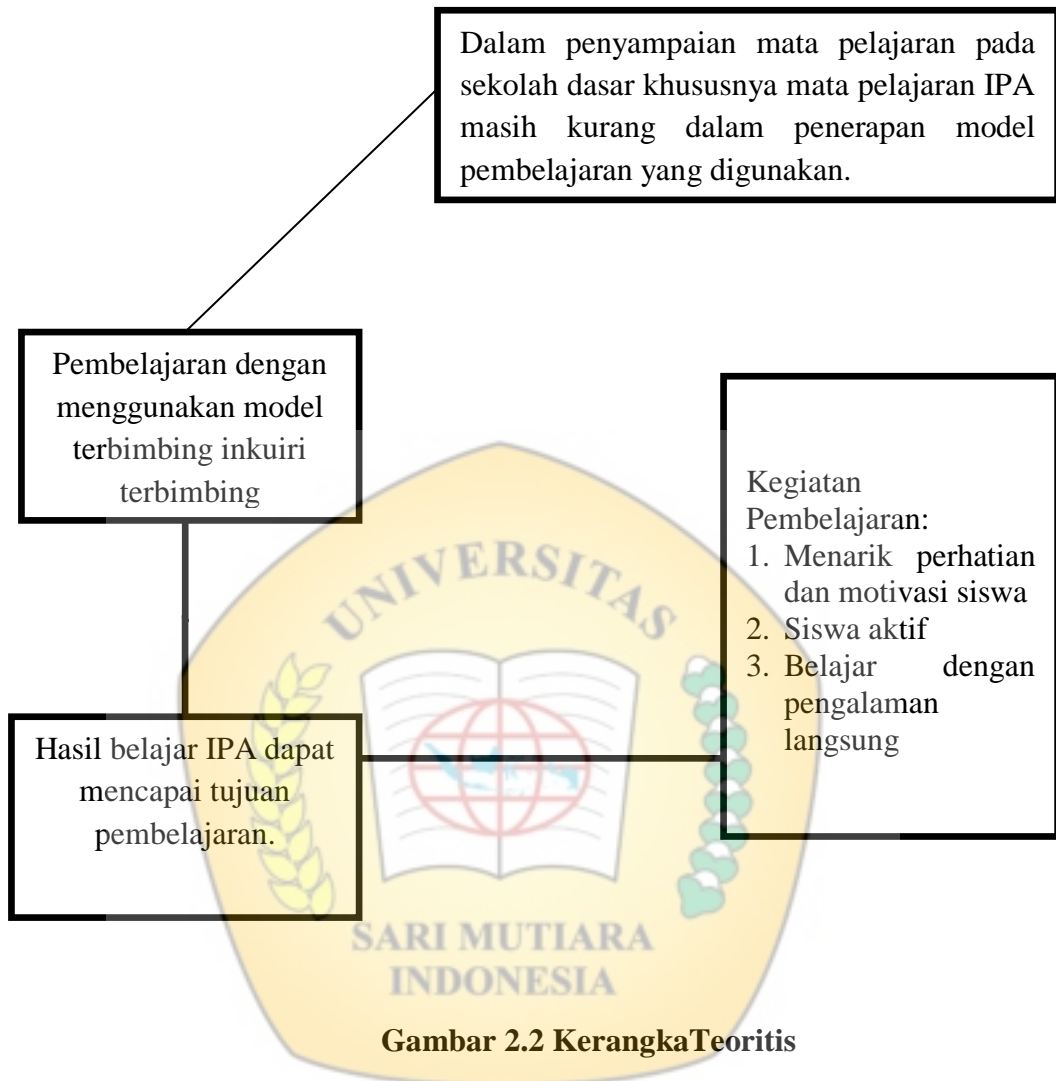 Dalam penyampaian mata pelajaran pada
sekolah dasar khususnya mata pelajaran IPA
masih kurang dalam penerapan model
pembelajaran yang digunakan.
Pembelajaran dengan
menggunakan model
terbimbing inkuiri
terbimbing
Kegiatan
Pembelajaran:
1. Menarik perhatian
dan motivasi siswa
2. Siswa aktif
3. Belajar dengan
pengalaman
langsung
Hasil belajar IPA dapat
mencapai tujuan
pembelajaran.
UNIVERSITAS
SARI MUTIARA
INDONESIA
Gambar 2.2 KerangkaTeoritis